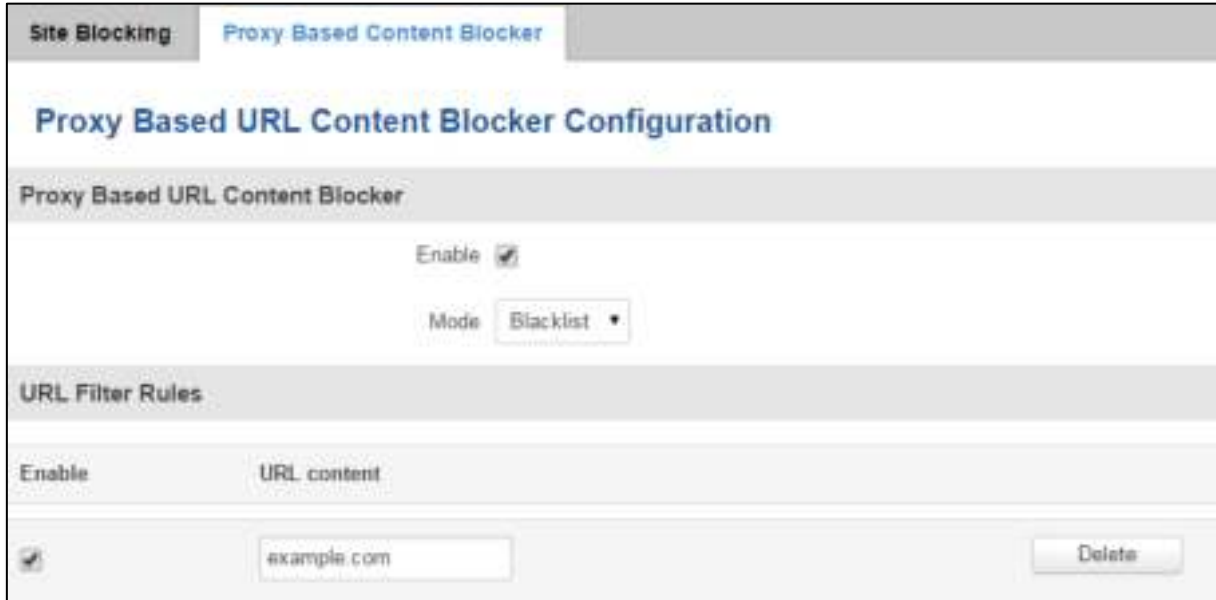 Site Blocking Proxy Based Content Blocker
Proxy Based URL Content Blocker Configuration
Proxy Based URL Content Blocker
Enable
Mode Blacklist
URL Filter Rules
Enable URL content
example.com Delete